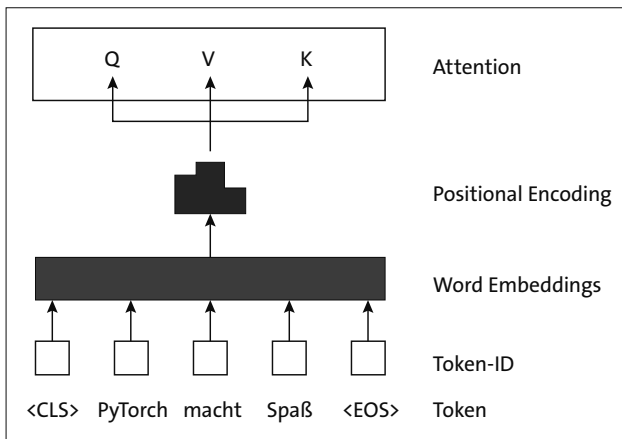 Q V K Attention
Positional Encoding
Word Embeddings
Token-ID
<CLS> PyTorch macht Spaß <EOS> Token